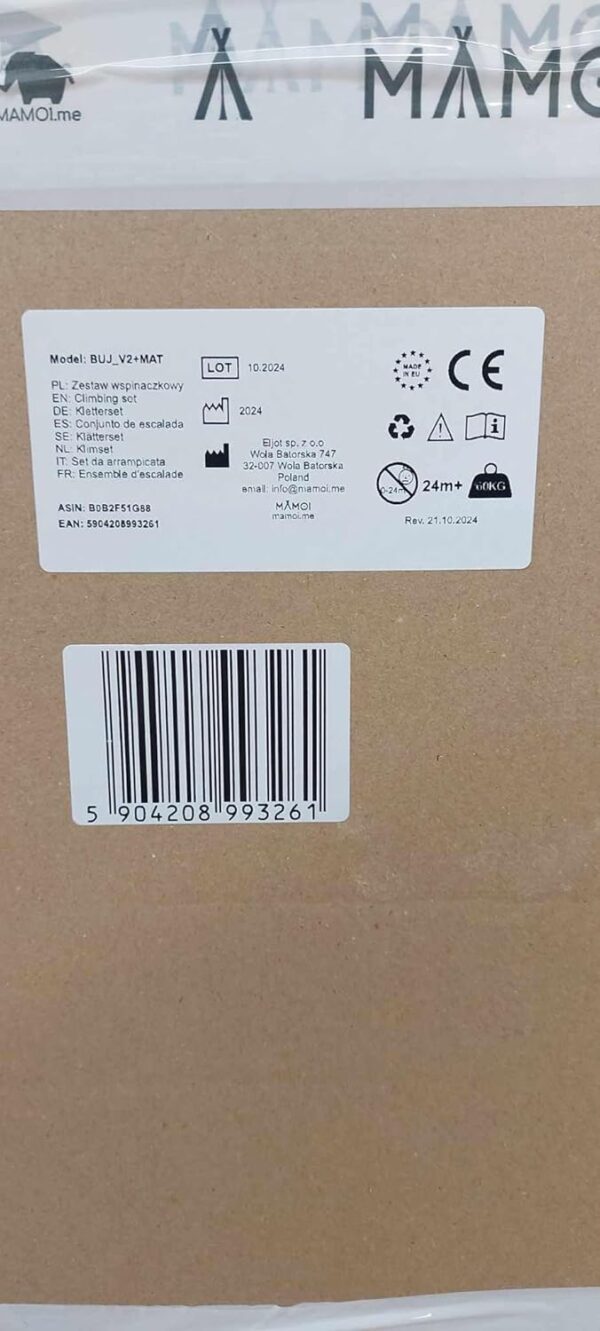 MAMOI.me
MAMO
Model: BUJ_V2+MAT
PL: Zestaw wspinaczkowy
EN: Climbing set
DE: Kletterset
ES: Conjunto de escalada
SE: Klätterset
NL: Klimset
IT: Set da arrampicata
FR: Ensemble d'escalade
ASIN: B0B2F51G88
EAN: 5904208993261
LOT 10.2024
2024
Eljot sp. z o.o
Wola Batorska 747
32-007 Wola Batorska
Poland
email: info@mamoi.me
MAMOI
mamoi.me
MADE
IN EU
CE
i
0-24m 24m+ 60KG
Rev. 21.10.2024
5 904208 993261